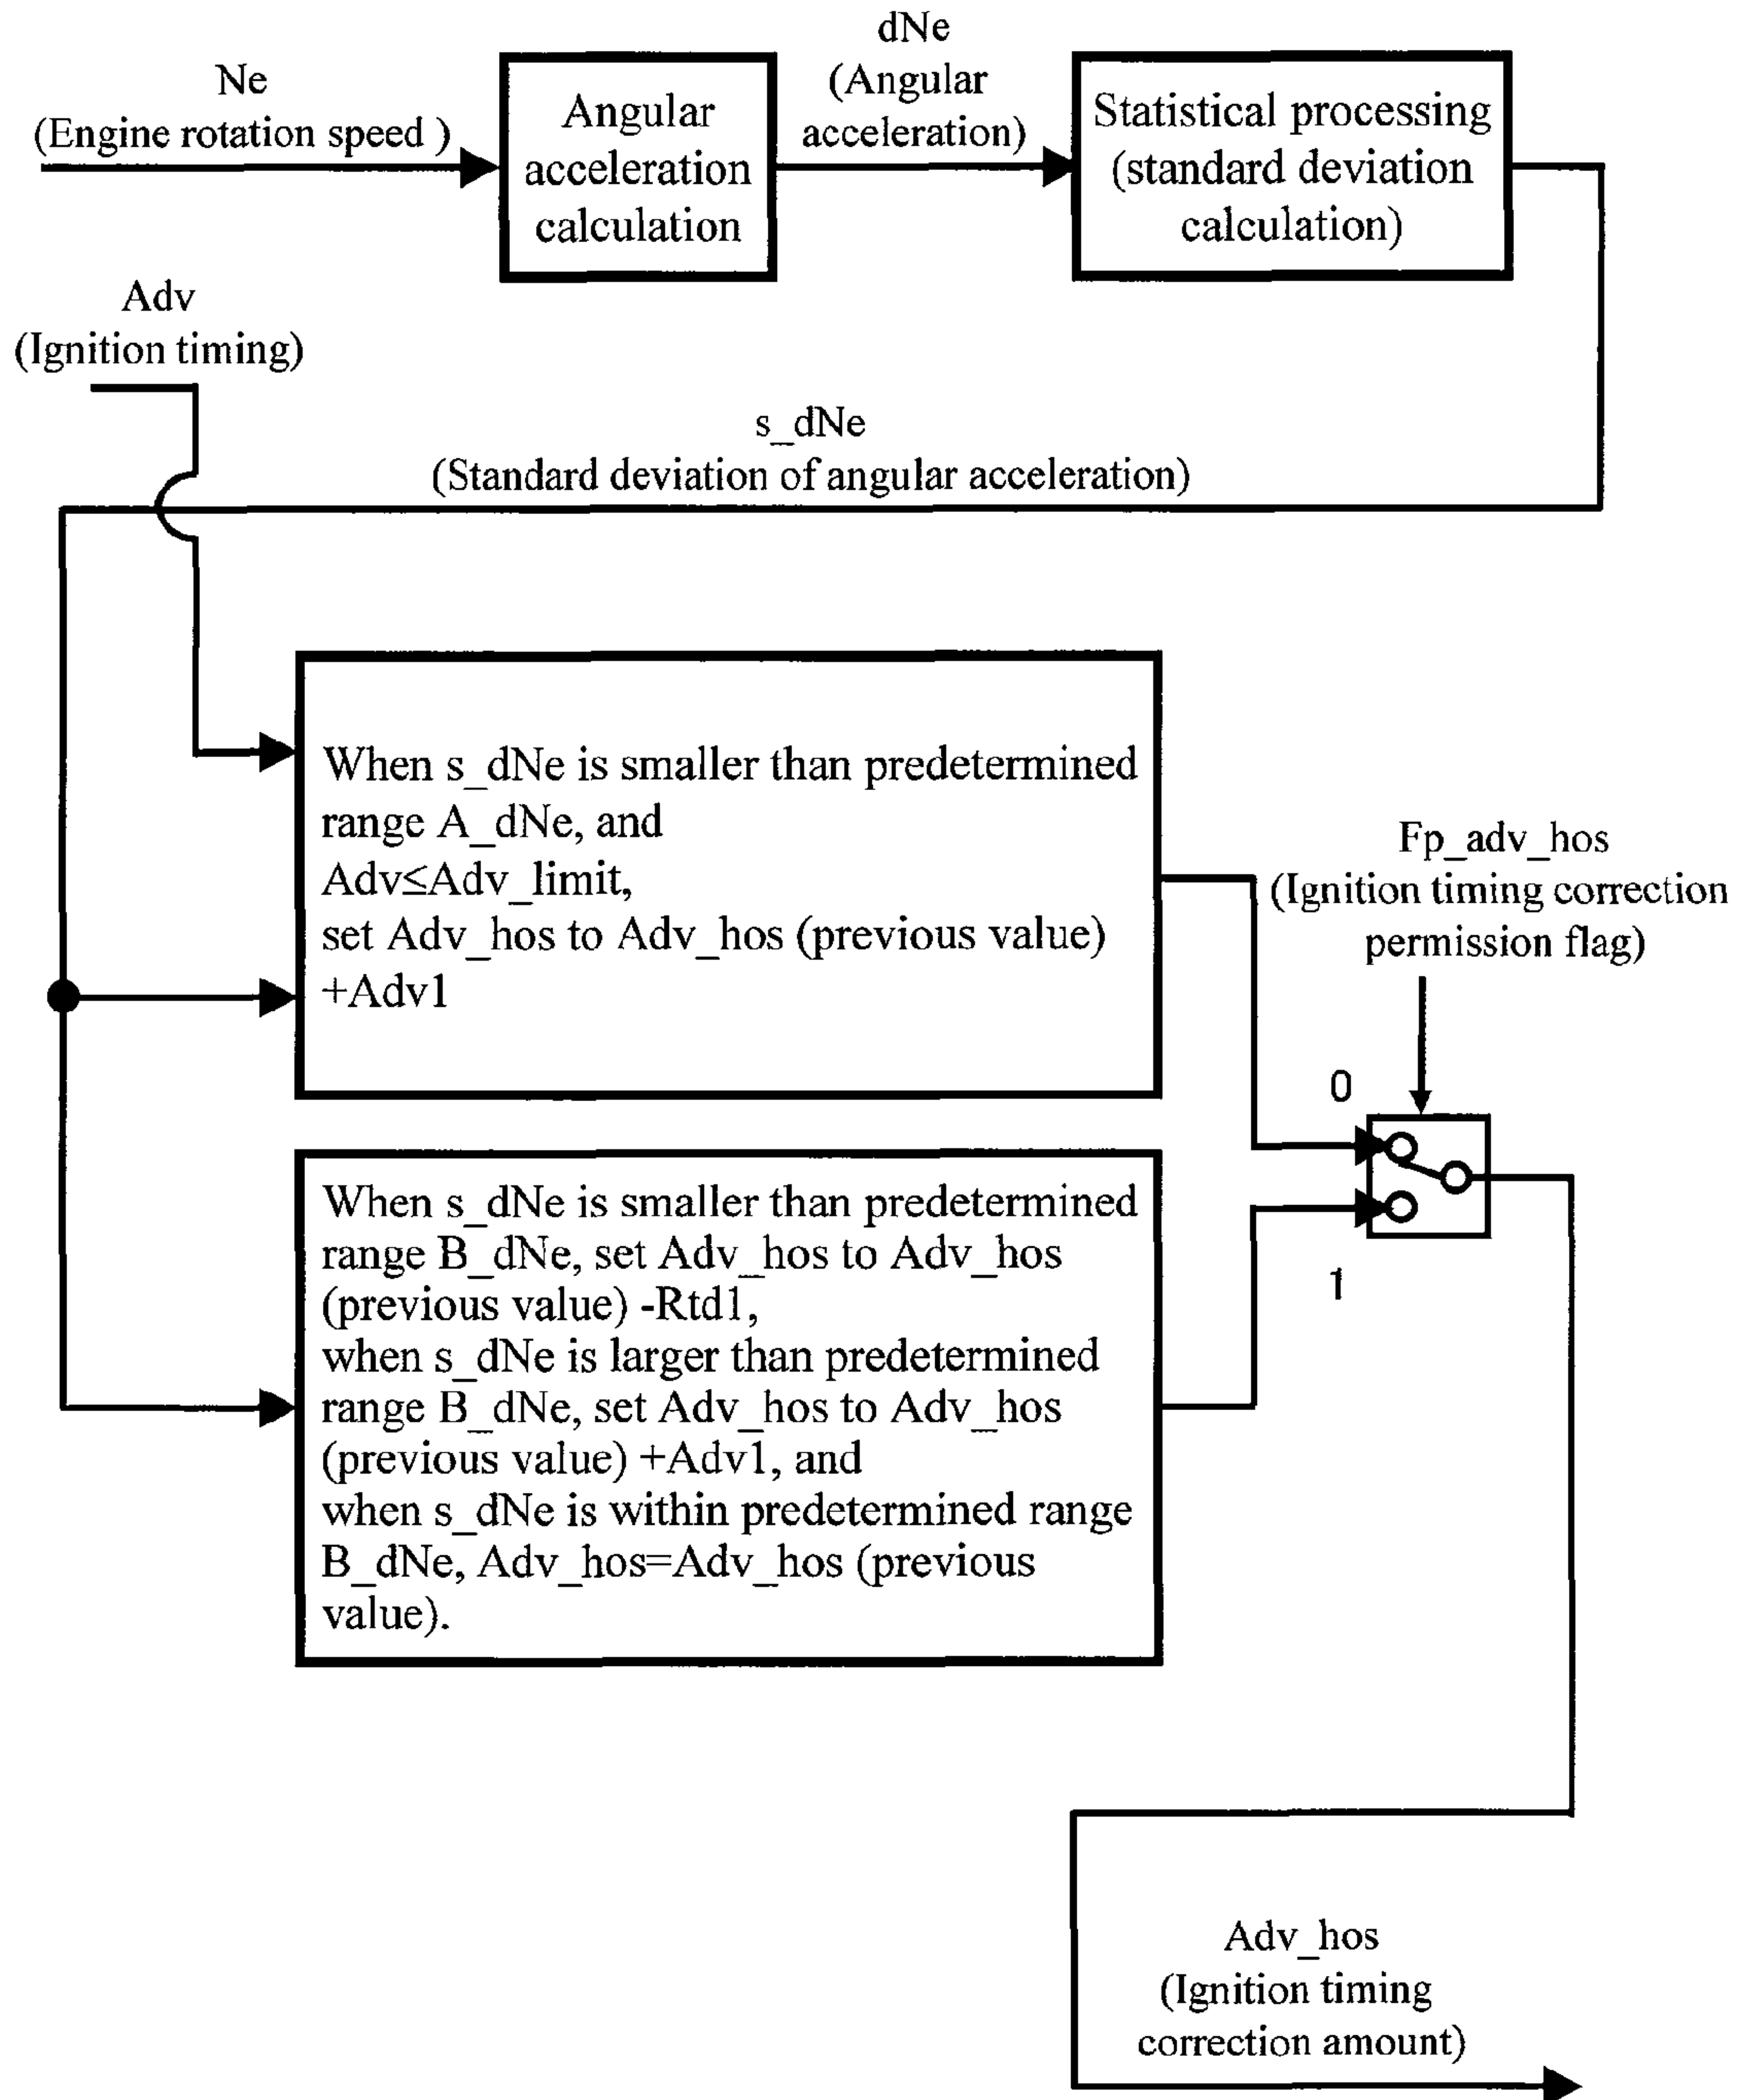 Ne
(Engine rotation speed )
Angular
acceleration
calculation
dNe
(Angular
acceleration)
Statistical processing
(standard deviation
calculation)
Adv
(Ignition timing)
s_dNe
(Standard deviation of angular acceleration)
When s_dNe is smaller than predetermined
range A_dNe, and
Adv≤Adv_limit,
set Adv_hos to Adv_hos (previous value)
+Adv1
Fp_adv_hos
(Ignition timing correction
permission flag)
0
1
When s_dNe is smaller than predetermined
range B_dNe, set Adv_hos to Adv_hos
(previous value) -Rtd1,
when s_dNe is larger than predetermined
range B_dNe, set Adv_hos to Adv_hos
(previous value) +Adv1, and
when s_dNe is within predetermined range
B_dNe, Adv_hos=Adv_hos (previous
value).
Adv_hos
(Ignition timing
correction amount)